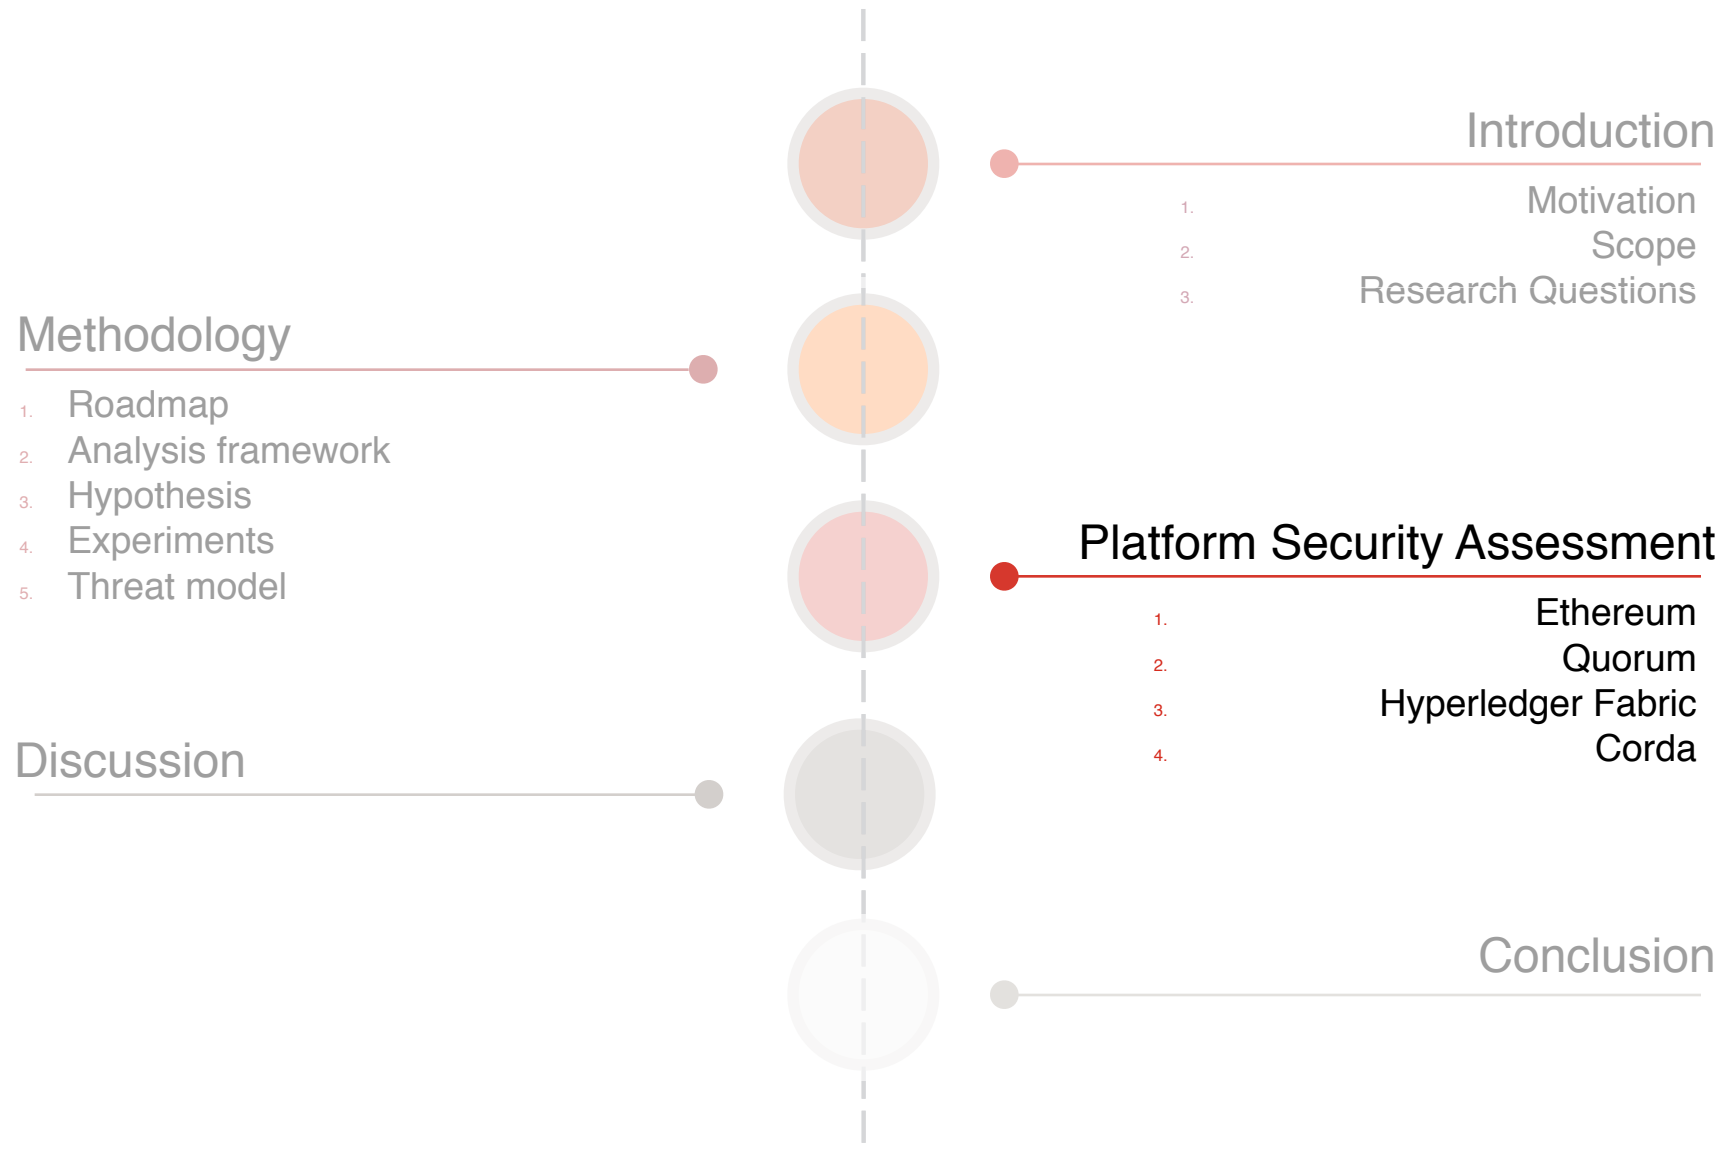 Introduction
1. Motivation
2. Scope
3. Research Questions
Methodology
1. Roadmap
2. Analysis framework
3. Hypothesis
4. Experiments
5. Threat model
Platform Security Assessment
1. Ethereum
2. Quorum
3. Hyperledger Fabric
4. Corda
Discussion
Conclusion